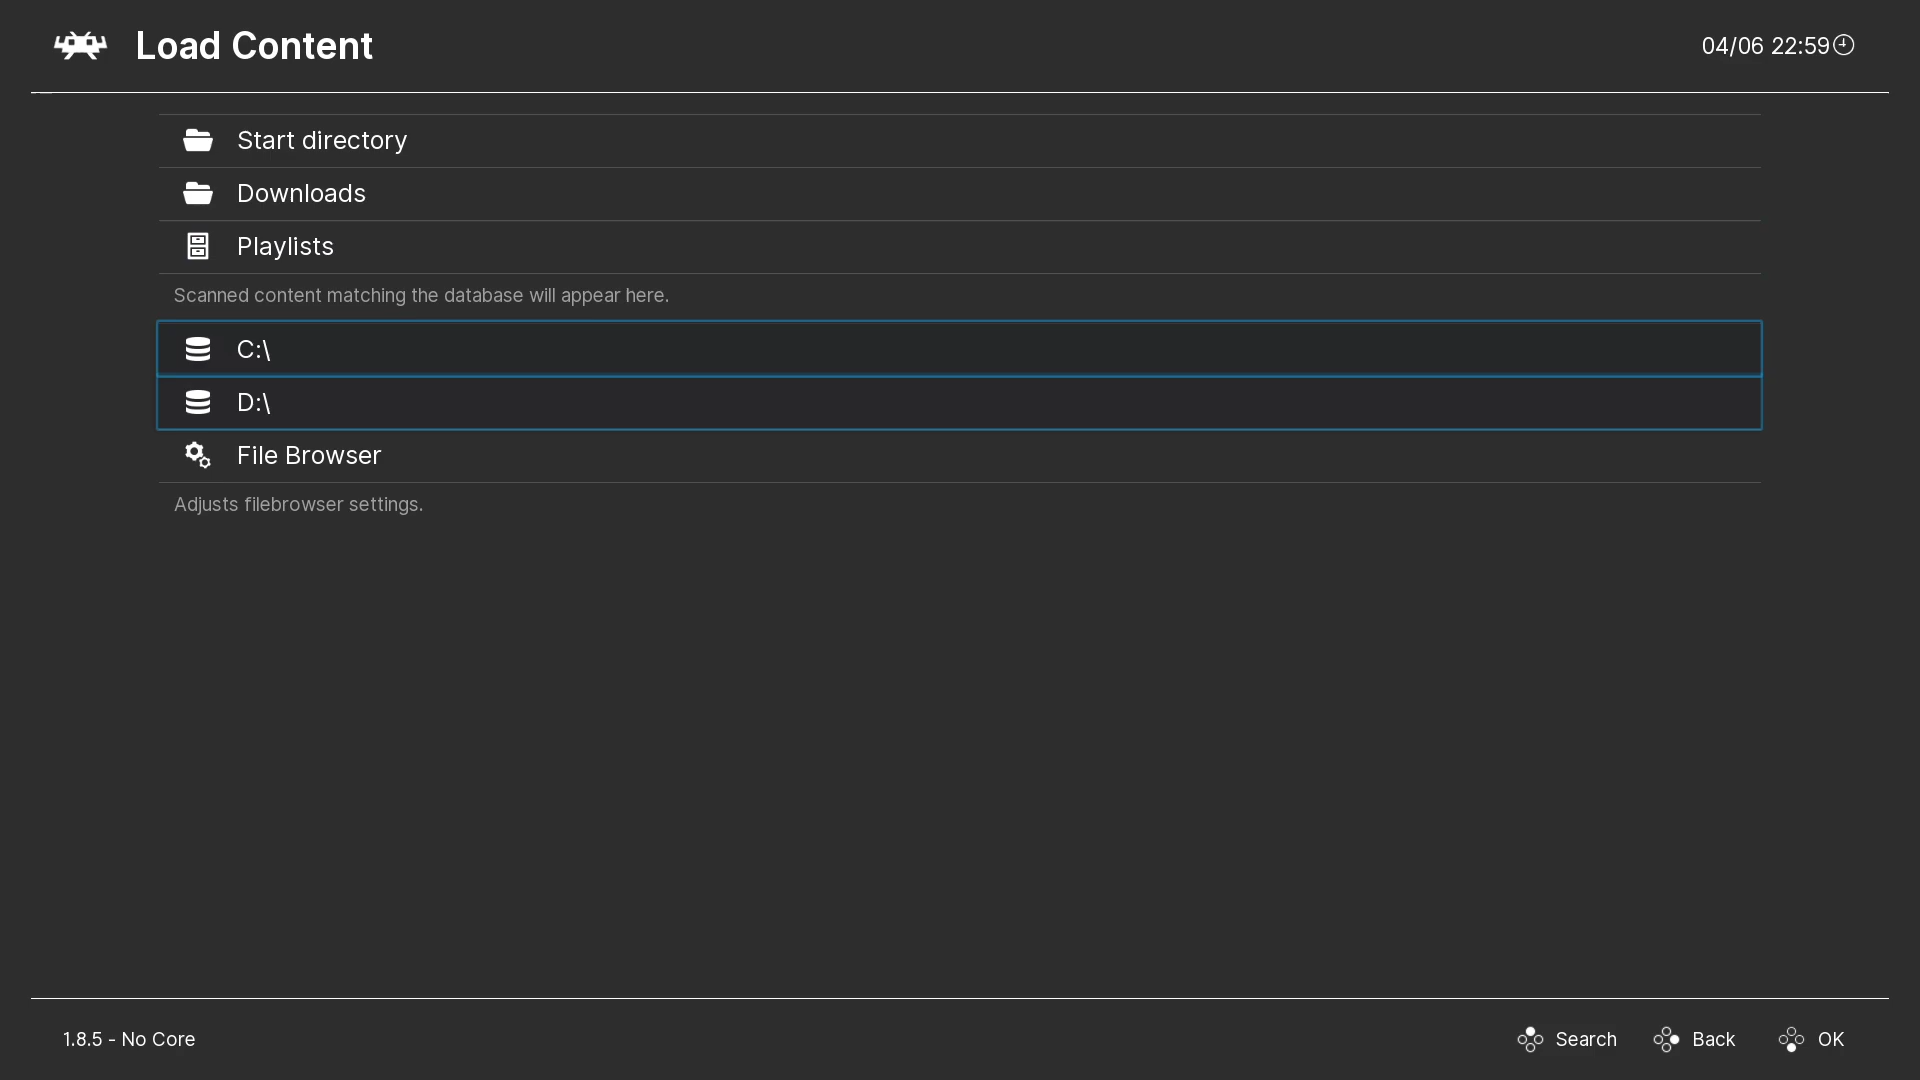 Load Content
04/06 22:59
Start directory
Downloads
Playlists
Scanned content matching the database will appear here.
C:\
D:\
File Browser
Adjusts filebrowser settings.
1.8.5 - No Core
Search
Back
OK